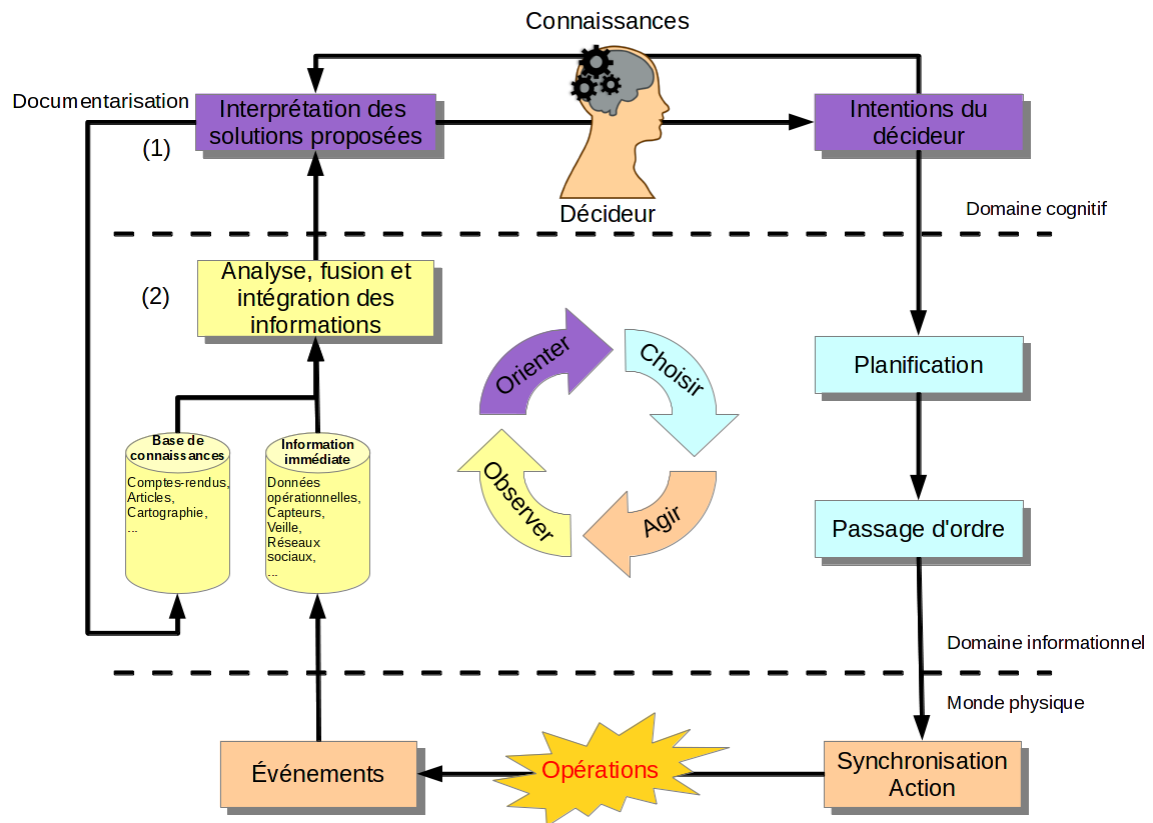 Connaissances
Documentarisation
Interprétation des
solutions proposées
Intentions du
décideur
(1)
Décideur
Domaine cognitif
(2)
Analyse, fusion et
intégration des
informations
Orienter
Choisir
Observer
Agir
Planification
Base de
connaissances
Comptes-rendus,
Articles,
Cartographie,
...
Information
immédiate
Données
opérationnelles,
Capteurs,
Veille,
Réseaux
sociaux,
...
Passage d'ordre
Domaine informationnel
Monde physique
Événements
Opérations
Synchronisation
Action